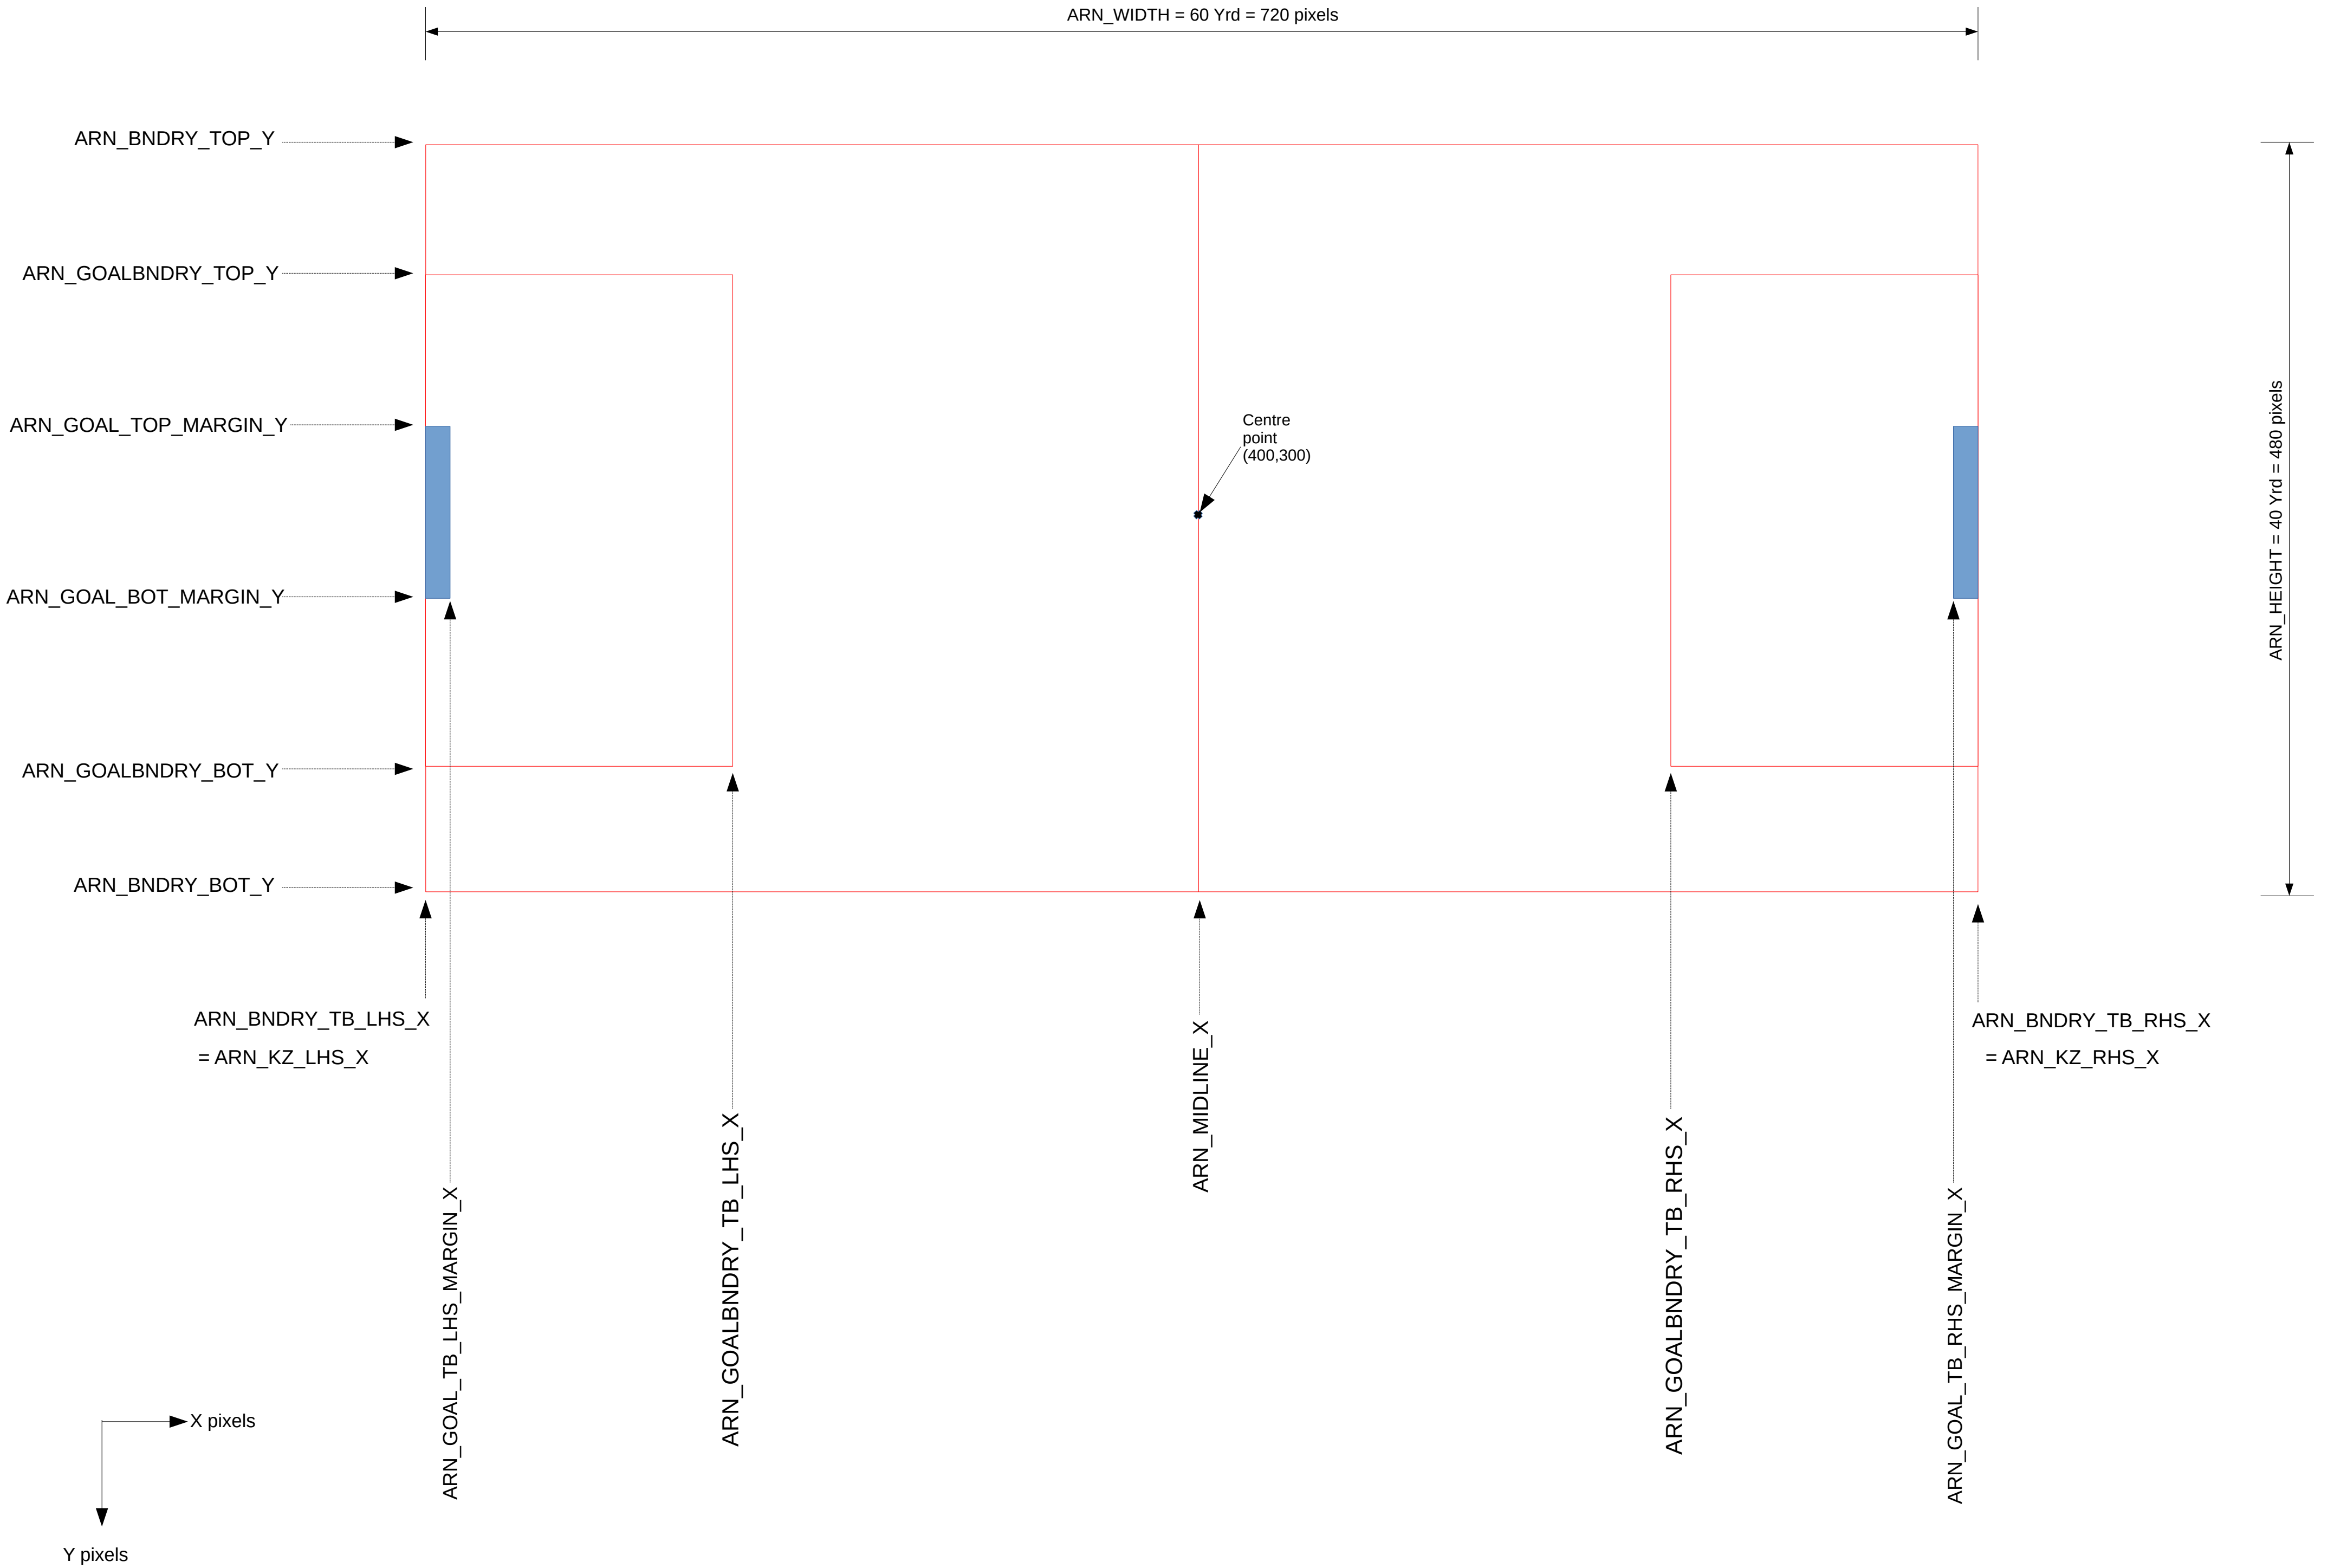 ARN_WIDTH = 60 Yrd = 720 pixels
ARN_BNDRY_TOP_Y
ARN_GOALBNDRY_TOP_Y
ARN_GOAL_TOP_MARGIN_Y
Centre
point
(400,300)
ARN_HEIGHT = 40 Yrd = 480 pixels
ARN_GOAL_BOT_MARGIN_Y
ARN_GOALBNDRY_BOT_Y
ARN_BNDRY_BOT_Y
ARN_BNDRY_TB_LHS_X
= ARN_KZ_LHS_X
ARN_BNDRY_TB_RHS_X
= ARN_KZ_RHS_X
ARN_GOAL_TB_LHS_MARGIN_X
ARN_GOALBNDRY_TB_LHS_X
ARN_MIDLINE_X
ARN_GOALBNDRY_TB_RHS_X
ARN_GOAL_TB_RHS_MARGIN_X
X pixels
Y pixels